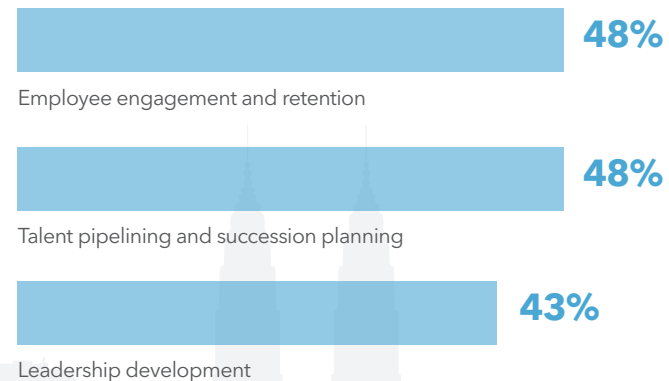 48%
Employee engagement and retention
48%
Talent pipelining and succession planning
43%
Leadership development